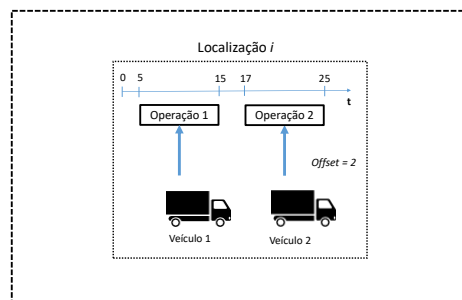 Localização i
0 5 15 17 25
t
Operação 1 Operação 2
Offset = 2
Veículo 1 Veículo 2